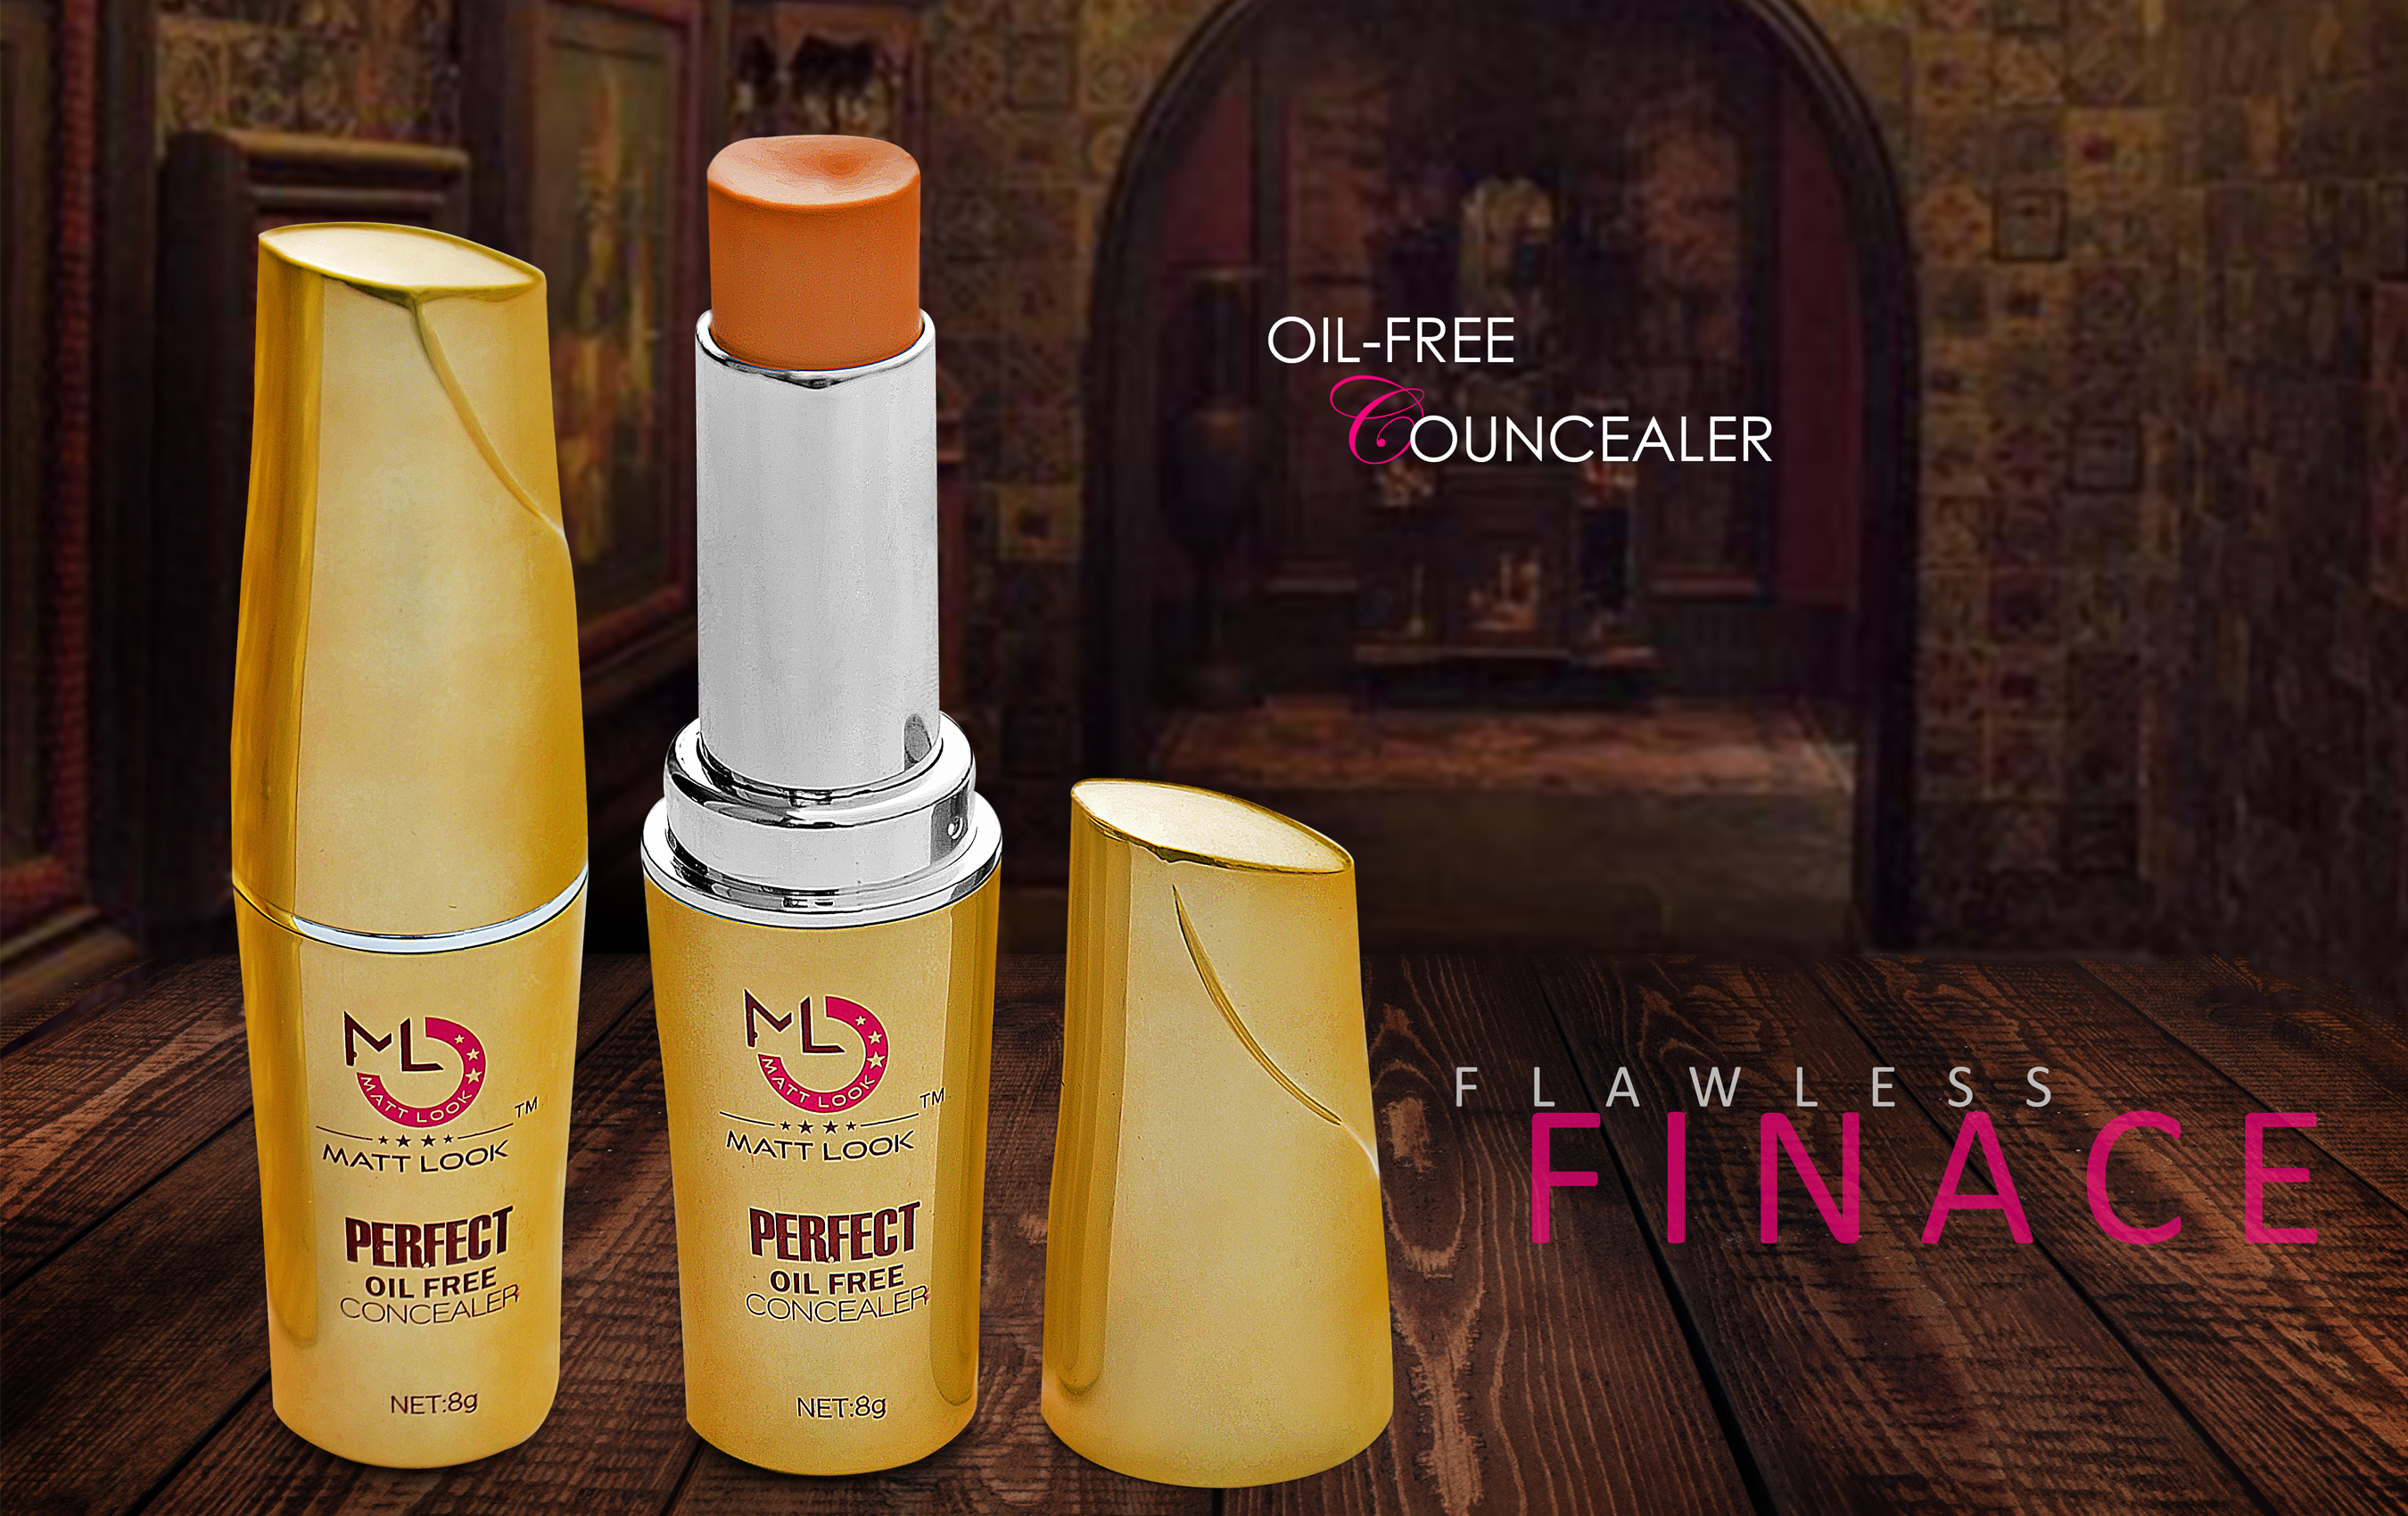 OIL-FREE
COUNCEALER
ML
MATT LOOK
TM
MATT LOOK
PERFECT
OIL FREE
CONCEALER
NET:8g
ML
MATT LOOK
TM
MATT LOOK
PERFECT
OIL FREE
CONCEALER
NET:8g
FLAWLESS
FINACE